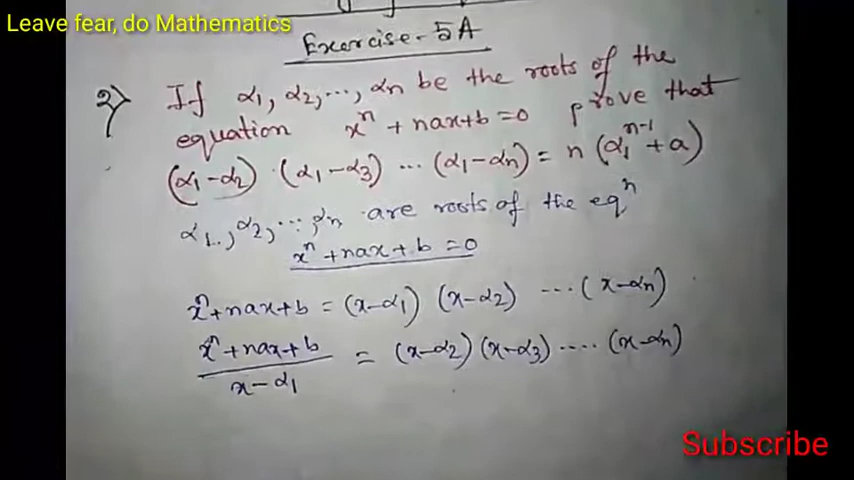 Leave fear, do Mathematics
Exercise-5A
2) If α₁, α₂, ..., αn be the roots of the
equation xⁿ + nax+b=0 prove that
(α₁-α₂) · (α₁-α₃) ... (α₁-αn) = n (α₁ⁿ⁻¹ + a)
α₁.., α₂, ..., αn are roots of the eqⁿ
xⁿ + nax + b = 0
xⁿ+nax+b = (x-α₁) (x-α₂) ...(x-αn)
xⁿ+nax+b / x-α₁ = (x-α₂) (x-α₃) .... (x-αn)
Subscribe